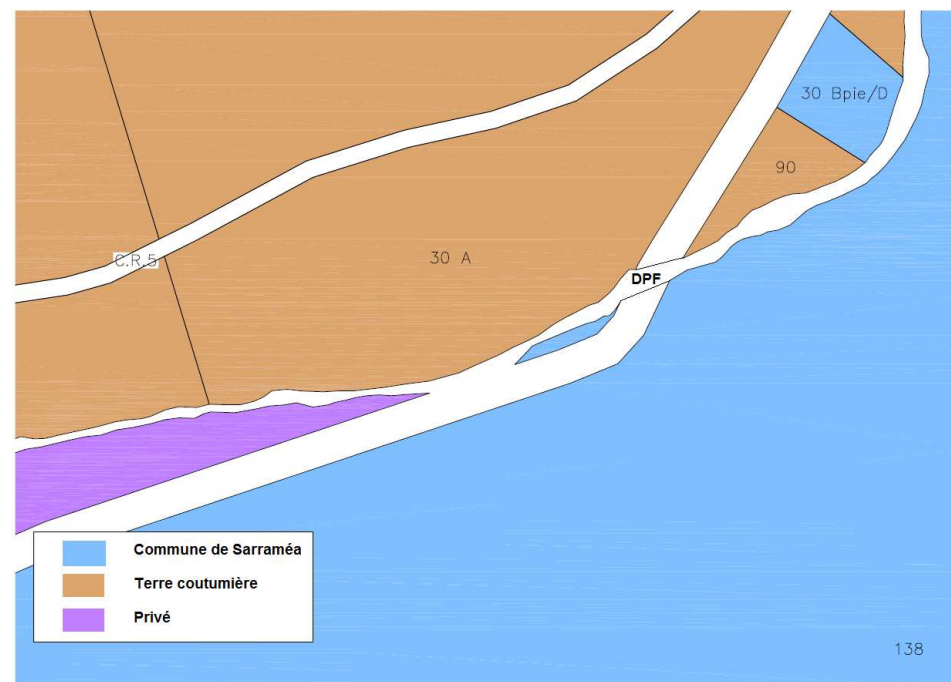 30 Bpie/D
90
C.R.5
30 A
DPF
Commune de Sarraméa
Terre coutumière
Privé
138